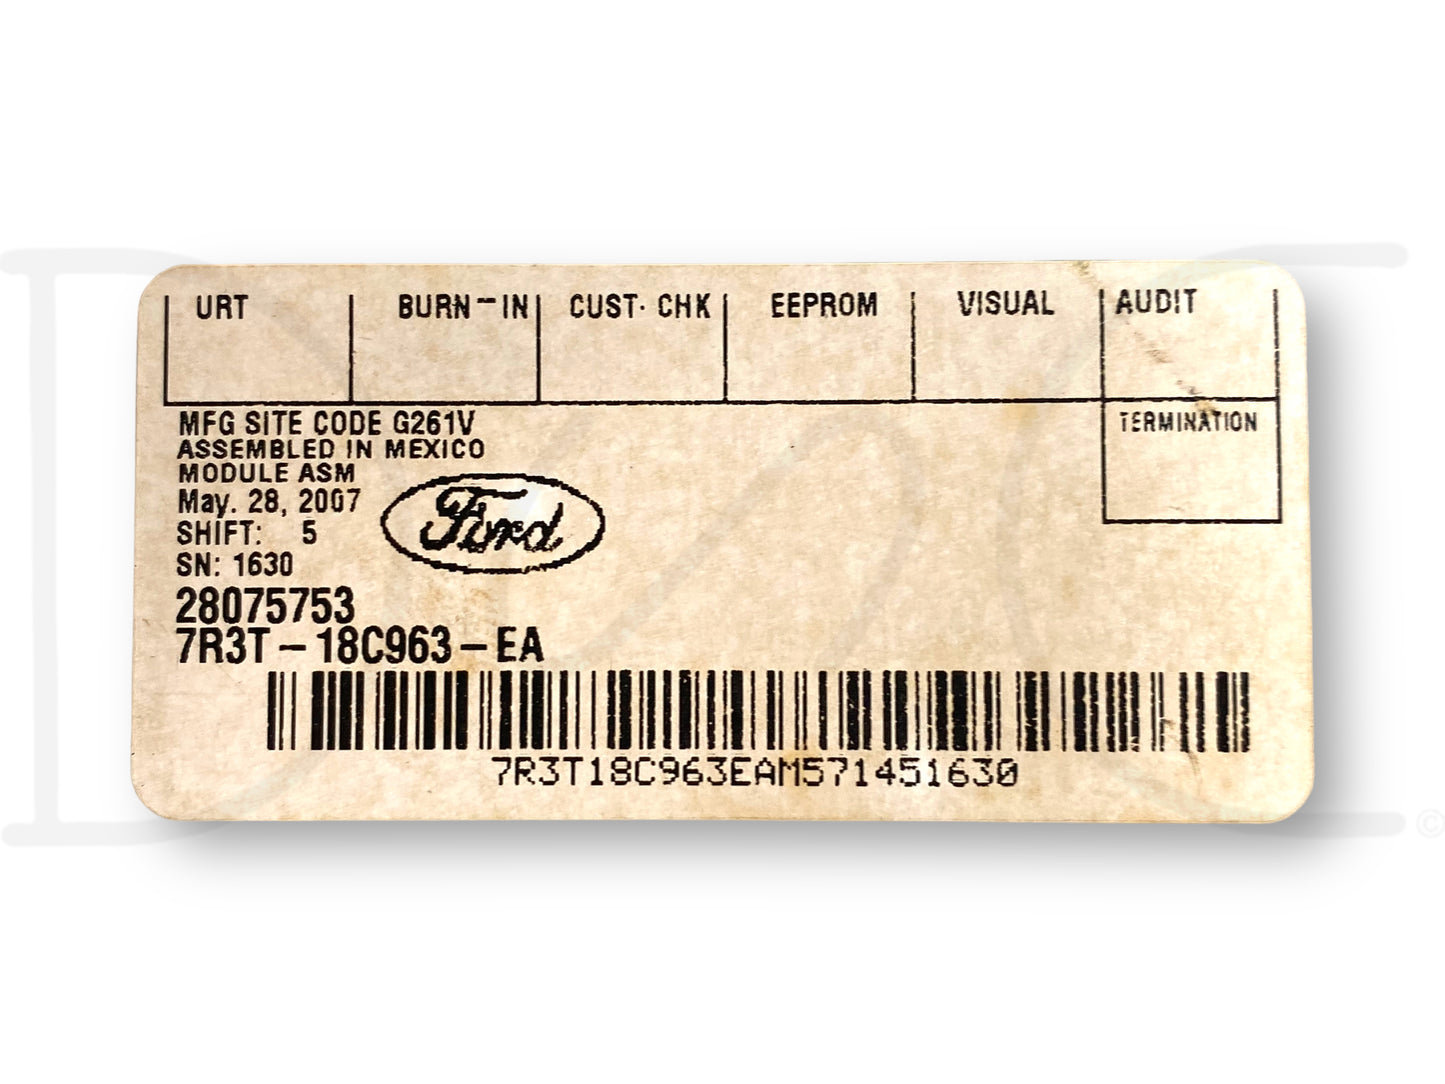 URT BURN-IN CUST. CHK EEPROM VISUAL AUDIT
TERMINATION
MFG SITE CODE G261V
ASSEMBLED IN MEXICO
MODULE ASM
May. 28, 2007
SHIFT: 5
SN: 1630
Ford
28075753
7R3T-18C963-EA
7R3T18C963EAM571451630
©